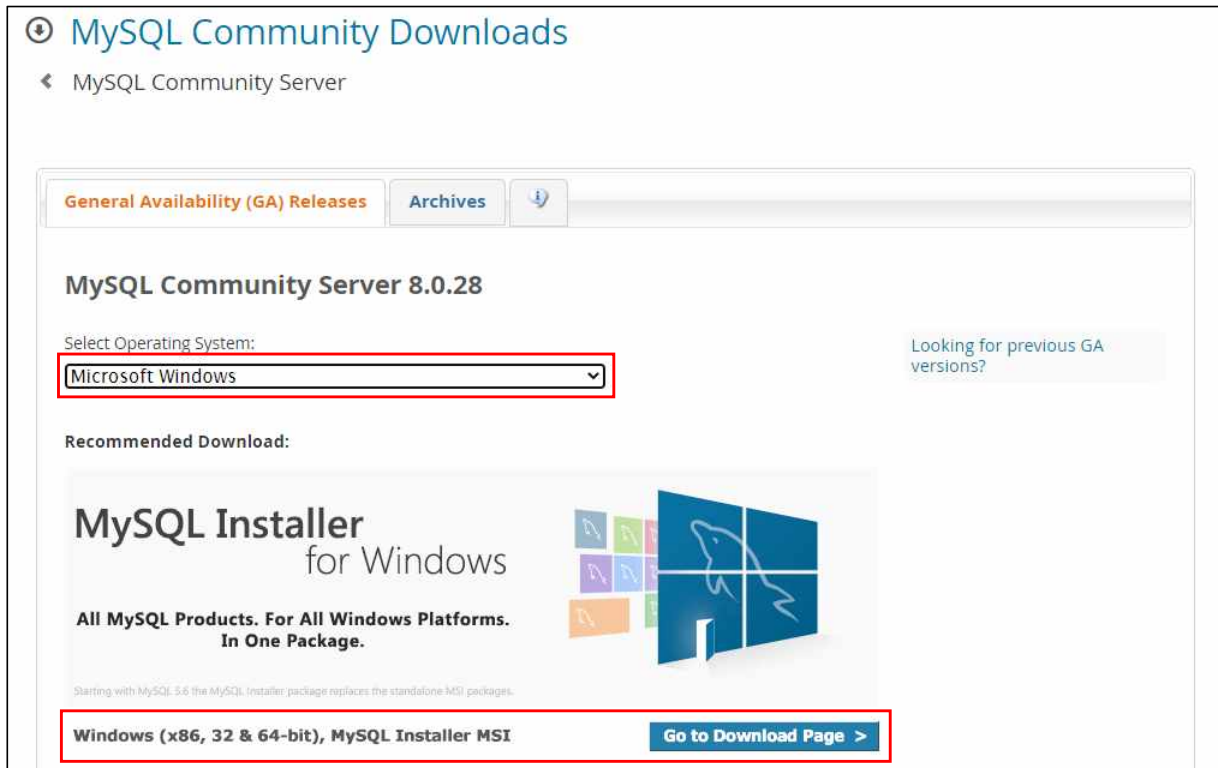 MySQL Community Downloads
MySQL Community Server
General Availability (GA) Releases
Archives
MySQL Community Server 8.0.28
Select Operating System:
Microsoft Windows
Looking for previous GA
versions?
Recommended Download:
MySQL Installer
for Windows
All MySQL Products. For All Windows Platforms.
In One Package.
Starting with MySQL 5.6 the MySQL Installer package replaces the standalone MSI packages.
Windows (x86, 32 & 64-bit), MySQL Installer MSI
Go to Download Page >